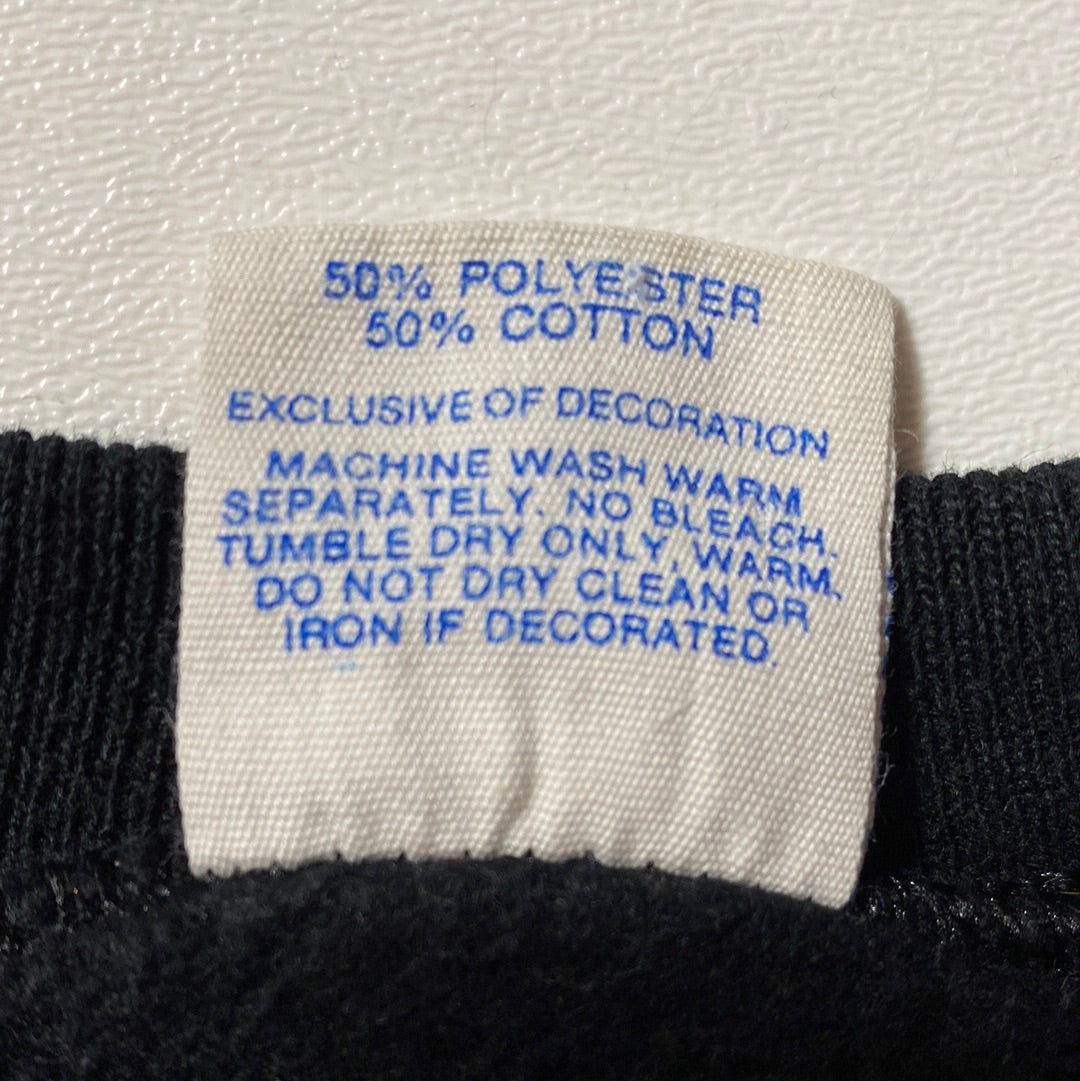 50% POLYESTER
50% COTTON
EXCLUSIVE OF DECORATION
MACHINE WASH WARM
SEPARATELY. NO BLEACH.
TUMBLE DRY ONLY, WARM.
DO NOT DRY CLEAN OR
IRON IF DECORATED.